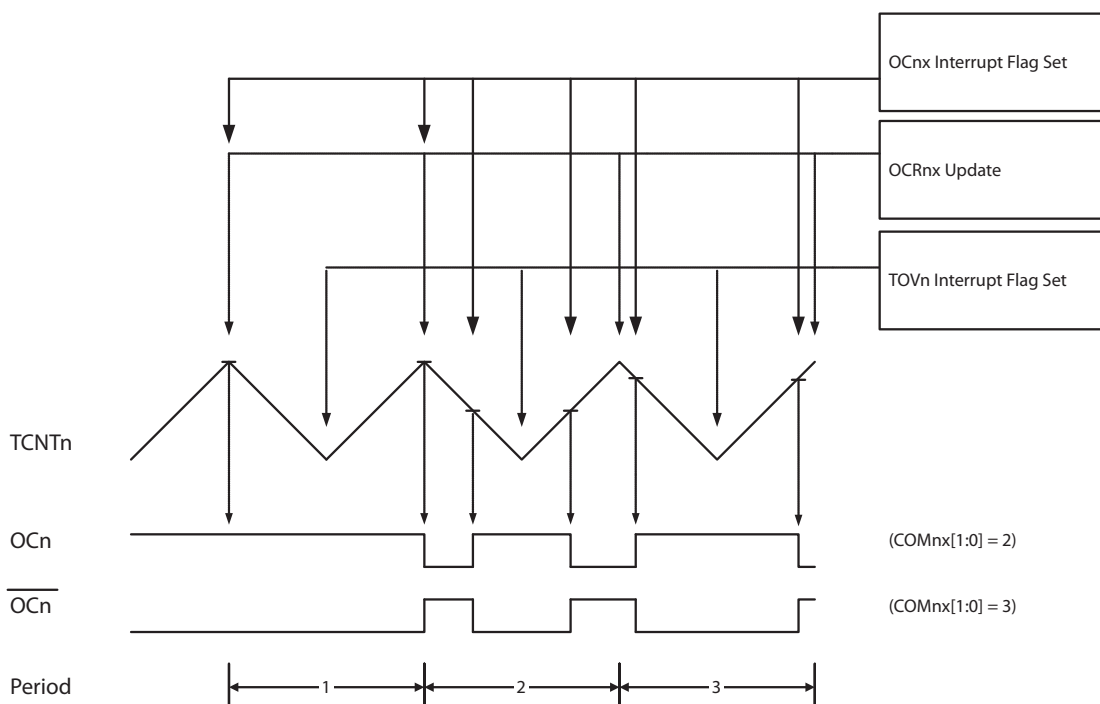 OCnx Interrupt Flag Set
OCRnx Update
TOVn Interrupt Flag Set
TCNTn
OCn
(COMnx[1:0] = 2)
OCn
(COMnx[1:0] = 3)
Period
1
2
3